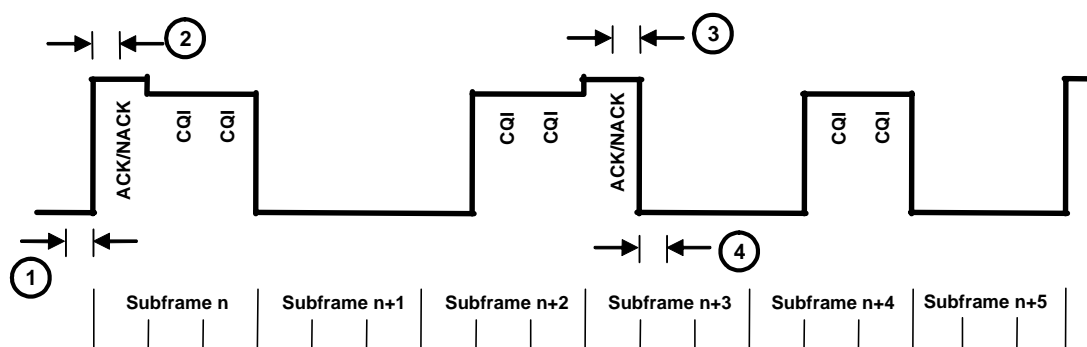 2
3
ACK/NACK
CQI
CQI
CQI
CQI
ACK/NACK
CQI
CQI
1
4
Subframe n
Subframe n+1
Subframe n+2
Subframe n+3
Subframe n+4
Subframe n+5